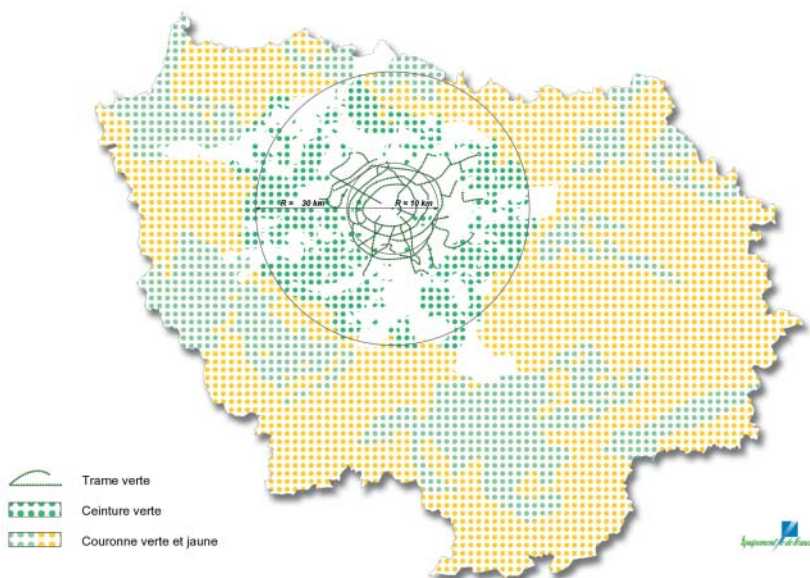 R = 30 km
R = 10 km
Trame verte
Ceinture verte
Couronne verte et jaune